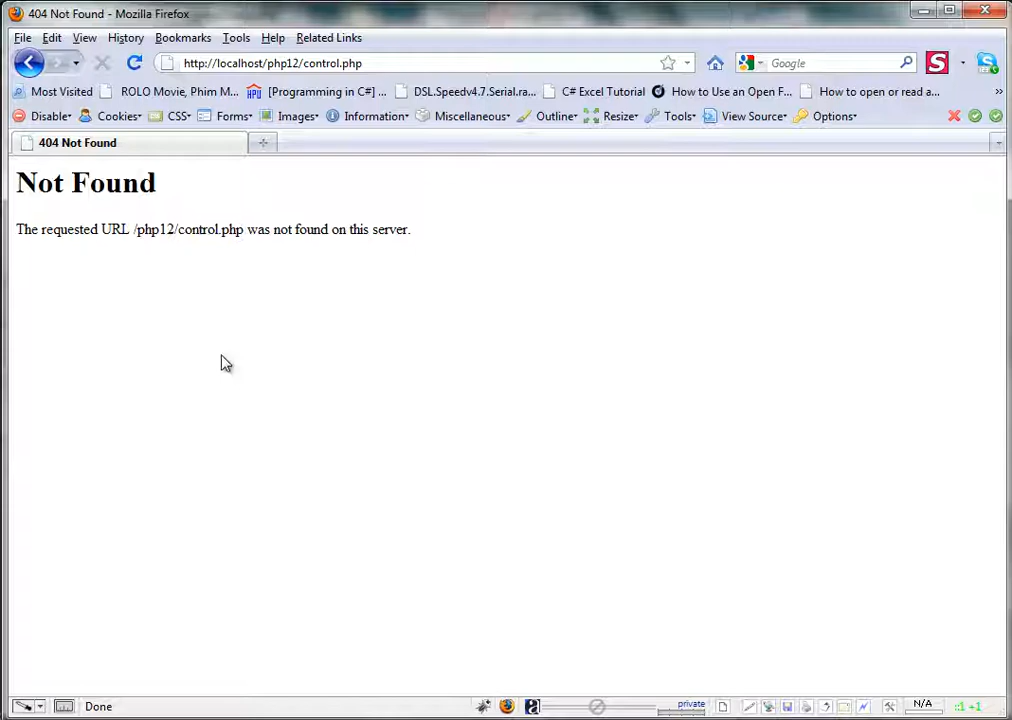 404 Not Found - Mozilla Firefox
File Edit View History Bookmarks Tools Help Related Links
http://localhost/php12/control.php Google S
Most Visited ROLO Movie, Phim M... [Programming in C#] ... DSL.Speedv4.7.Serial.ra... C# Excel Tutorial How to Use an Open F... How to open or read a... »
Disable Cookies CSS Forms Images Information Miscellaneous Outline Resize Tools View Source Options
404 Not Found
Not Found
The requested URL /php12/control.php was not found on this server.
Done private N/A :1 +1